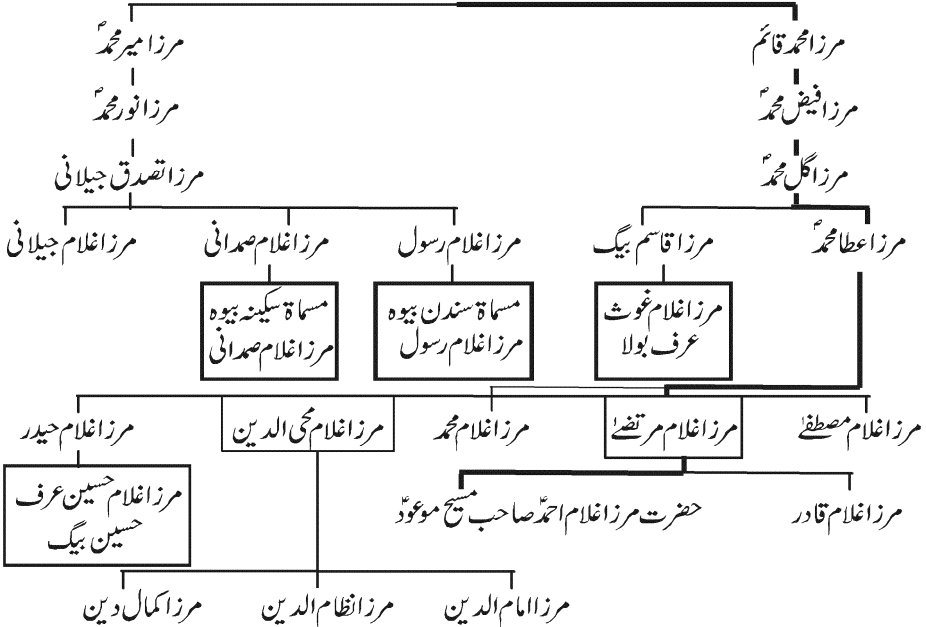 مرزا محمد قائم
مرزا میر محمدؐ
مرزا فیض محمدؐ
مرزا نور محمدؐ
مرزا گل محمدؐ
مرزا تصدق جیلانی
مرزا عطا محمدؐ
مرزا قاسم بیگ
مرزا غلام رسول
مرزا غلام صمدانی
مرزا غلام جیلانی
مرزا غلام غوث
عرف بولا
مسماۃ سندن بیوہ
مرزا غلام رسول
مسماۃ سکینہ بیوہ
مرزا غلام صمدانی
مرزا غلام مصطفےٰ
مرزا غلام مرتضےٰ
مرزا غلام محمد
مرزا غلام محی الدین
مرزا غلام حیدر
مرزا غلام حسین عرف
حسین بیگ
مرزا غلام قادر
حضرت مرزا غلام احمدؑ صاحب مسیح موعودؑ
مرزا امام الدین
مرزا نظام الدین
مرزا کمال دین